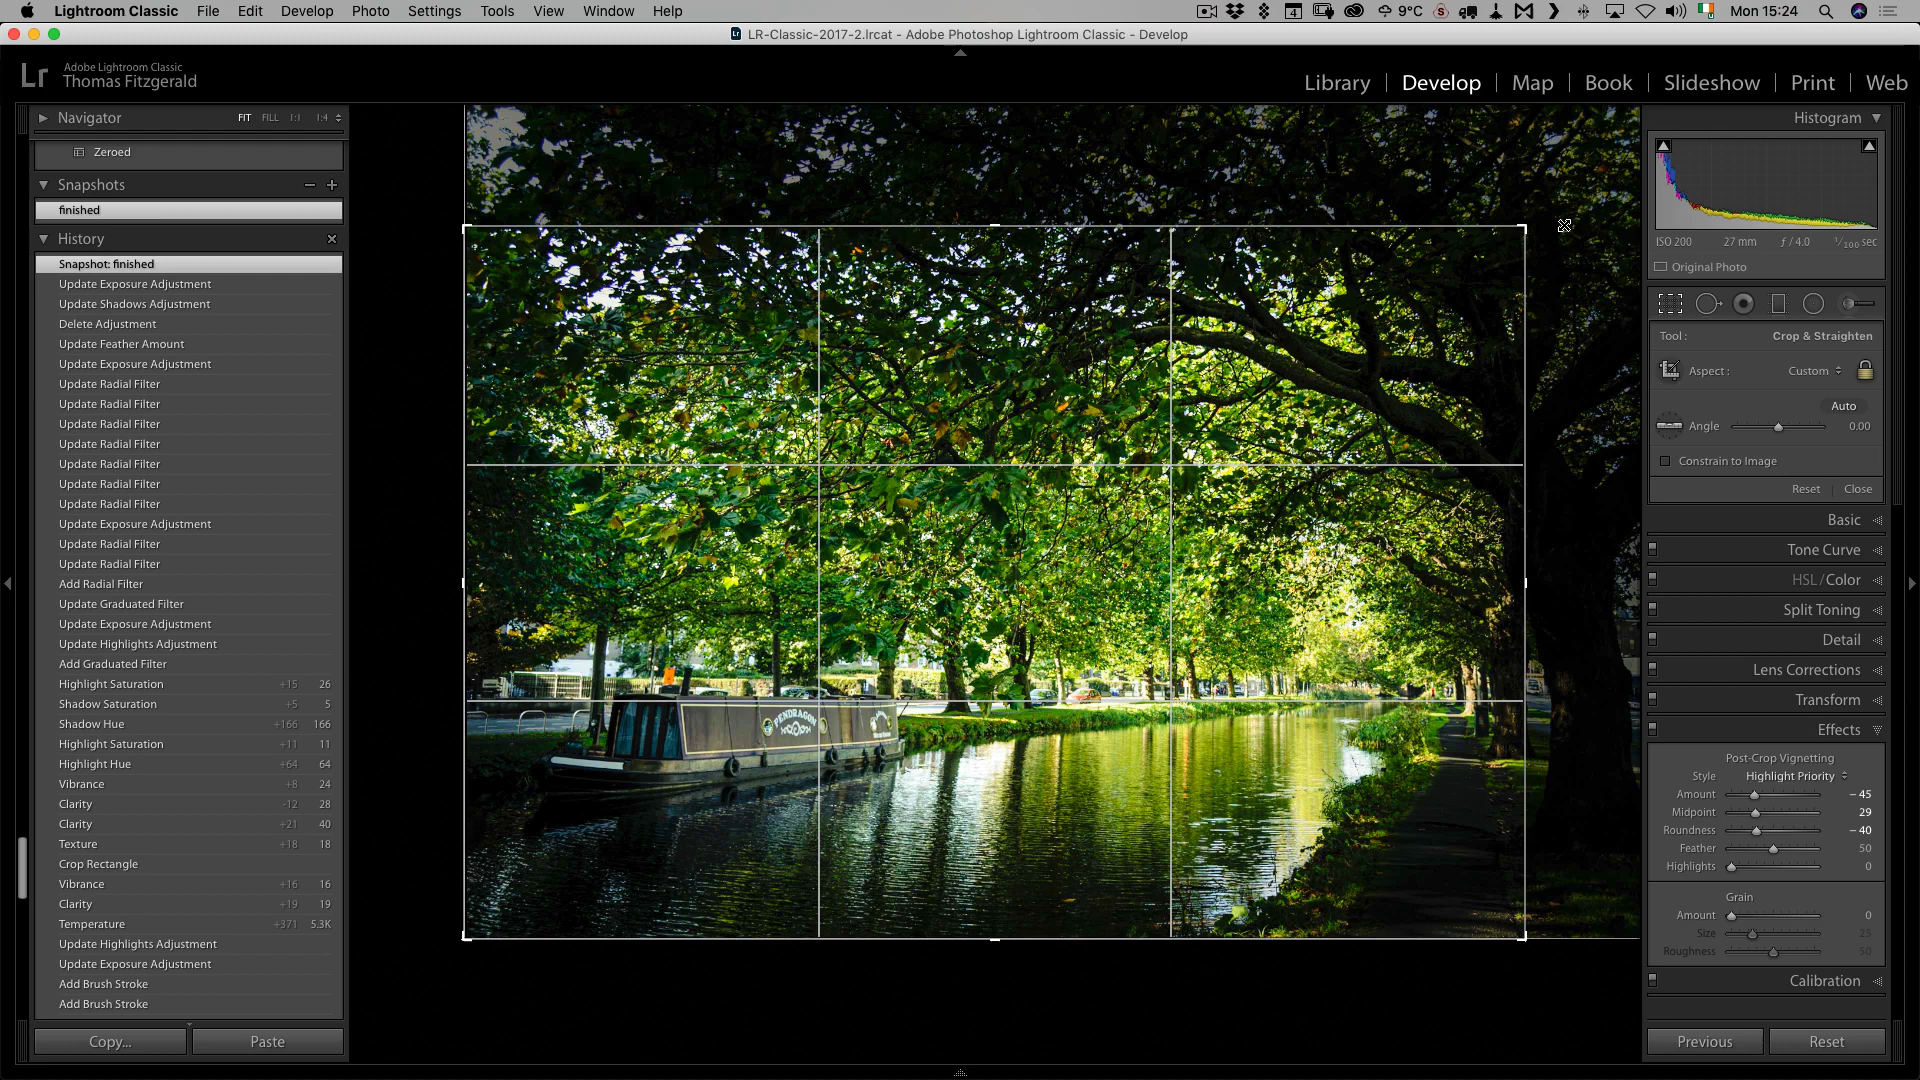 Lightroom Classic File Edit Develop Photo Settings Tools View Window Help 4 9°C S Mon 15:24
Lr LR-Classic-2017-2.lrcat - Adobe Photoshop Lightroom Classic - Develop
Lr Adobe Lightroom Classic
Thomas Fitzgerald
Library Develop Map Book Slideshow Print Web
Navigator FIT FILL 1:1 1:4
Zeroed
Snapshots
finished
History
Snapshot: finished
Update Exposure Adjustment
Update Shadows Adjustment
Delete Adjustment
Update Feather Amount
Update Exposure Adjustment
Update Radial Filter
Update Radial Filter
Update Radial Filter
Update Radial Filter
Update Radial Filter
Update Radial Filter
Update Radial Filter
Update Exposure Adjustment
Update Radial Filter
Update Radial Filter
Add Radial Filter
Update Graduated Filter
Update Exposure Adjustment
Update Highlights Adjustment
Add Graduated Filter
Highlight Saturation +15 26
Shadow Saturation +5 5
Shadow Hue +166 166
Highlight Saturation +11 11
Highlight Hue +64 64
Vibrance +8 24
Clarity -12 28
Clarity +21 40
Texture +18 18
Crop Rectangle
Vibrance +16 16
Clarity +19 19
Temperature +371 5.3K
Update Highlights Adjustment
Update Exposure Adjustment
Add Brush Stroke
Add Brush Stroke
Copy... Paste
PENDRAGON
Histogram
ISO 200 27 mm ƒ / 4.0 1/100 sec
Original Photo
Tool : Crop & Straighten
Aspect : Custom
Auto
Angle 0.00
Constrain to Image
Reset Close
Basic
Tone Curve
HSL / Color
Split Toning
Detail
Lens Corrections
Transform
Effects
Post-Crop Vignetting
Style Highlight Priority
Amount – 45
Midpoint 29
Roundness – 40
Feather 50
Highlights 0
Grain
Amount 0
Size 25
Roughness 50
Calibration
Previous Reset